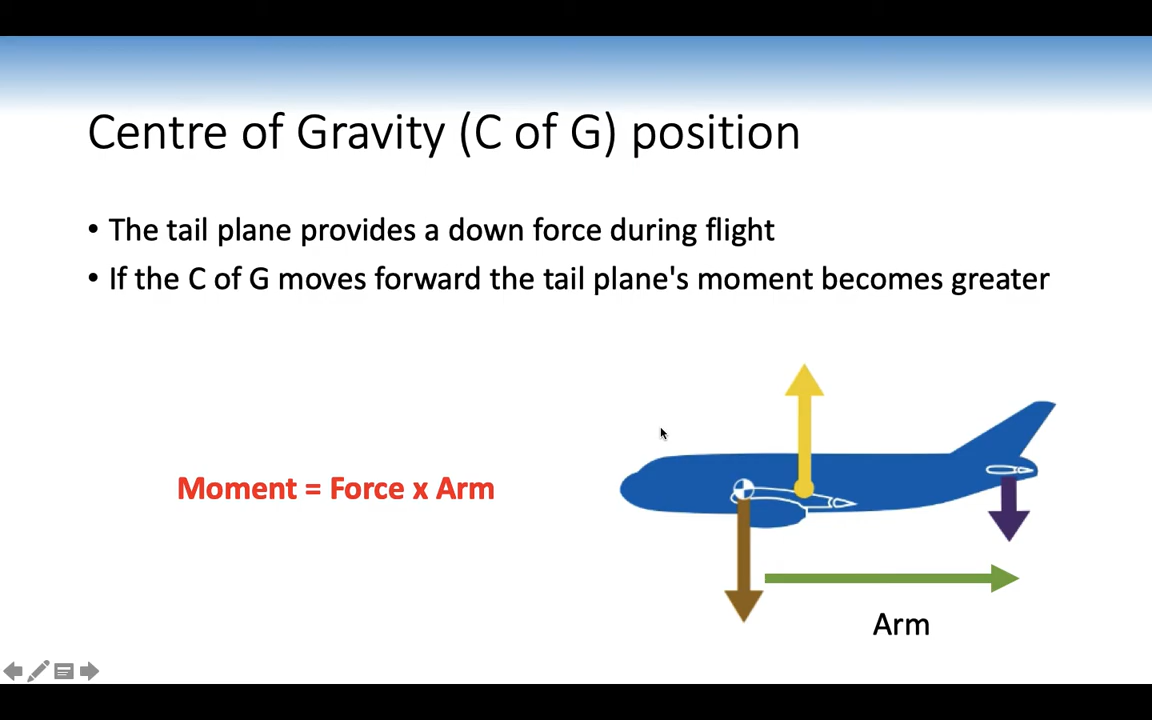 Centre of Gravity (C of G) position
• The tail plane provides a down force during flight
• If the C of G moves forward the tail plane's moment becomes greater
Moment = Force x Arm
Arm